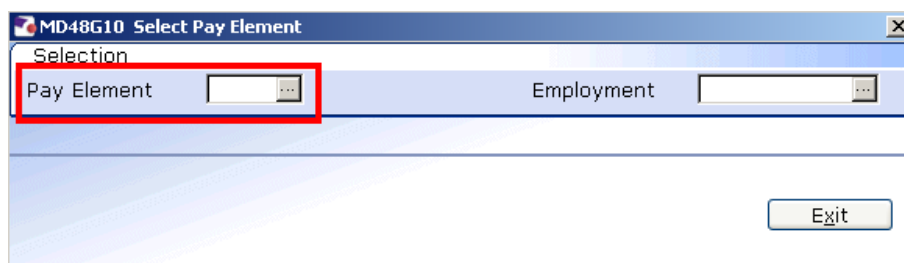 MD48G10 Select Pay Element
Selection
Pay Element ... Employment ...
Exit